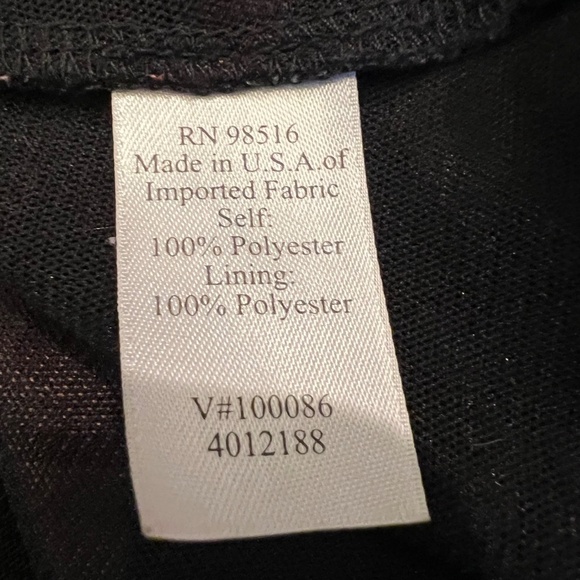 RN 98516
Made in U.S.A.of
Imported Fabric
Self:
100% Polyester
Lining:
100% Polyester
V#100086
4012188